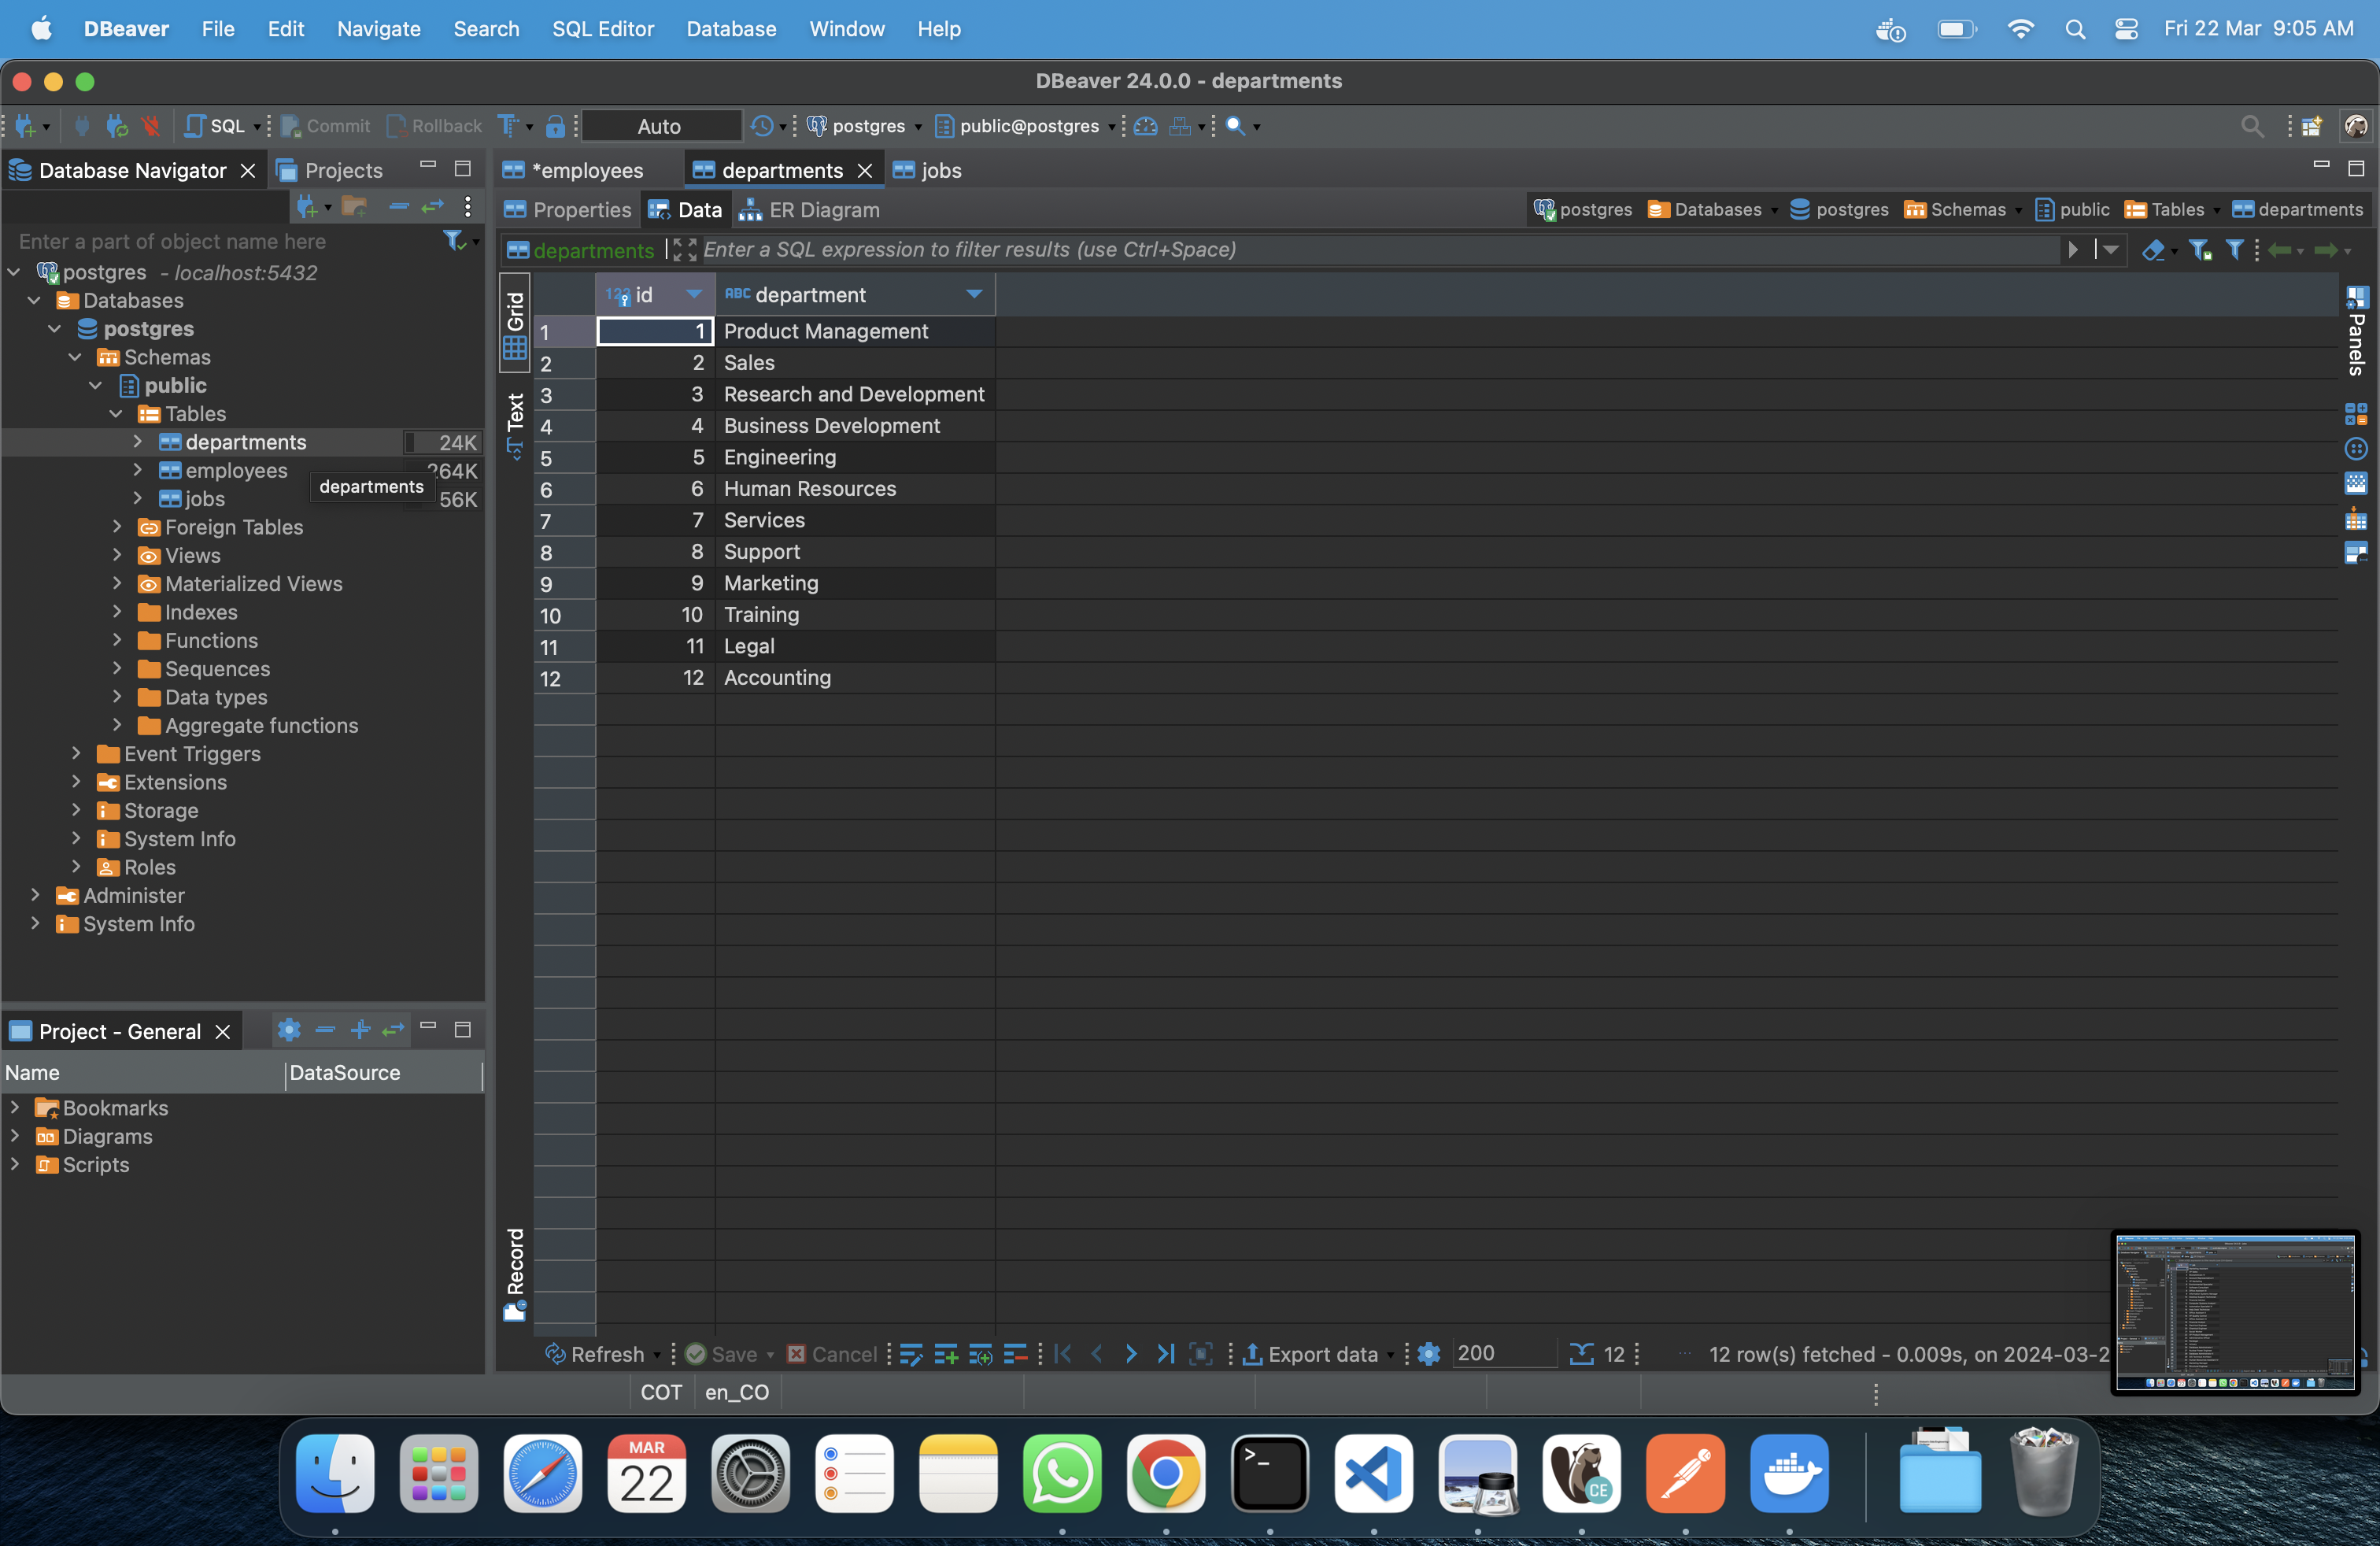 DBeaver File Edit Navigate Search SQL Editor Database Window Help Fri 22 Mar 9:05 AM
DBeaver 24.0.0 - departments
SQL Commit Rollback Auto postgres public@postgres
Database Navigator Projects
*employees departments jobs
Properties Data ER Diagram
postgres Databases postgres Schemas public Tables departments
Enter a part of object name here
departments Enter a SQL expression to filter results (use Ctrl+Space)
postgres - localhost:5432
Databases
postgres
Schemas
public
Tables
departments 24K
employees 264K
departments
jobs 56K
Foreign Tables
Views
Materialized Views
Indexes
Functions
Sequences
Data types
Aggregate functions
Event Triggers
Extensions
Storage
System Info
Roles
Administer
System Info
Grid
Text
Record
Panels
123 id ABC department
1 1 Product Management
2 2 Sales
3 3 Research and Development
4 4 Business Development
5 5 Engineering
6 6 Human Resources
7 7 Services
8 8 Support
9 9 Marketing
10 10 Training
11 11 Legal
12 12 Accounting
Project - General
Name DataSource
Bookmarks
Diagrams
Scripts
Refresh Save Cancel Export data 200 12 12 row(s) fetched - 0.009s, on 2024-03-2
COT en_CO
MAR
22
>_
CE